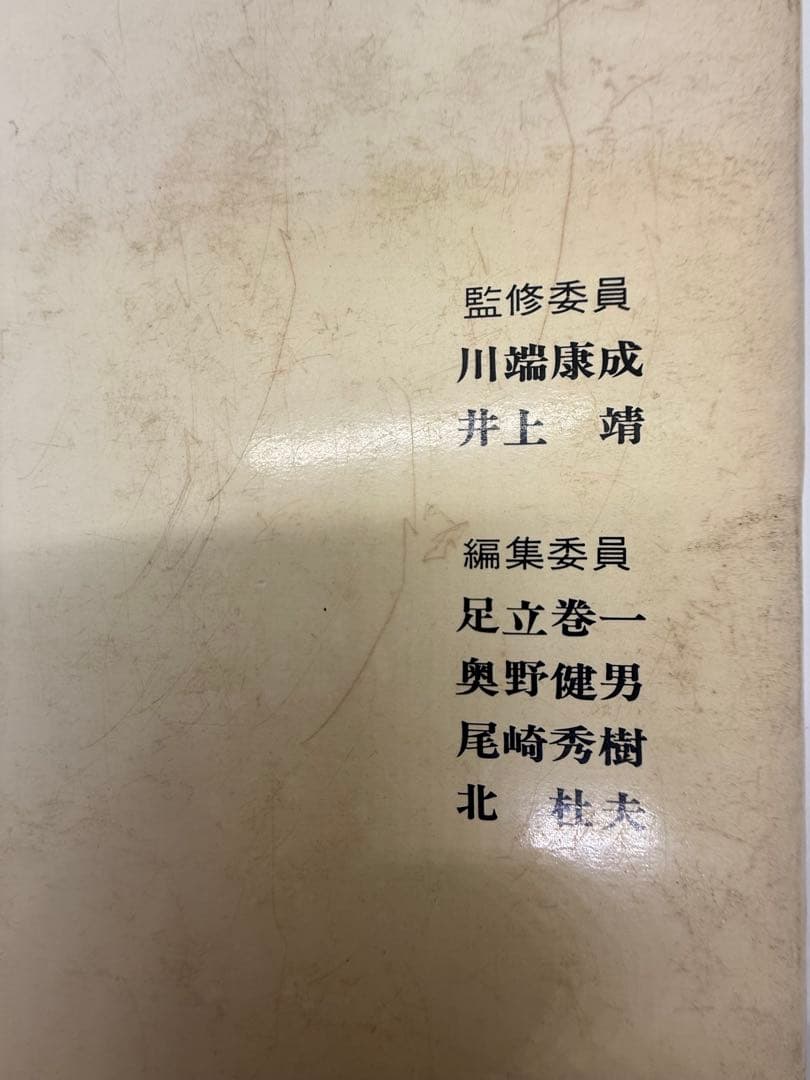 監修委員
川端康成
井上　靖
編集委員
足立巻一
奥野健男
尾崎秀樹
北　杜夫